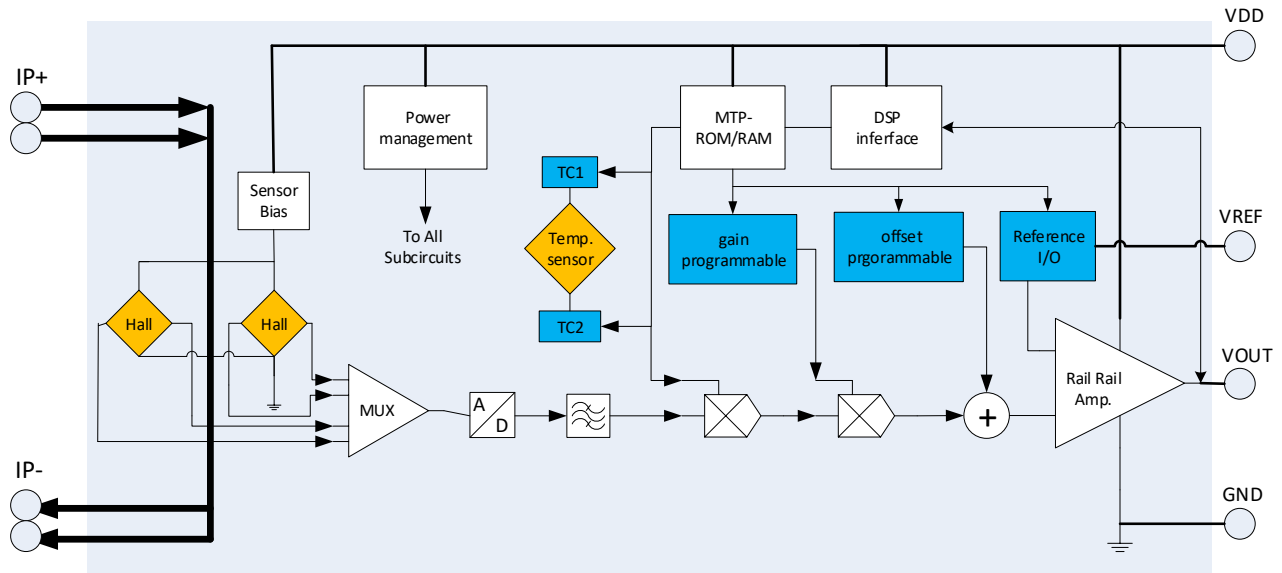 VDD
IP+
Power
management
MTP-
ROM/RAM
DSP
inferface
TC1
Sensor
Bias
To All
Subcircuits
Temp.
sensor
gain
programmable
offset
prgorammable
Reference
I/O
VREF
Hall
Hall
TC2
MUX
A
D
+
Rail Rail
Amp.
VOUT
IP-
GND